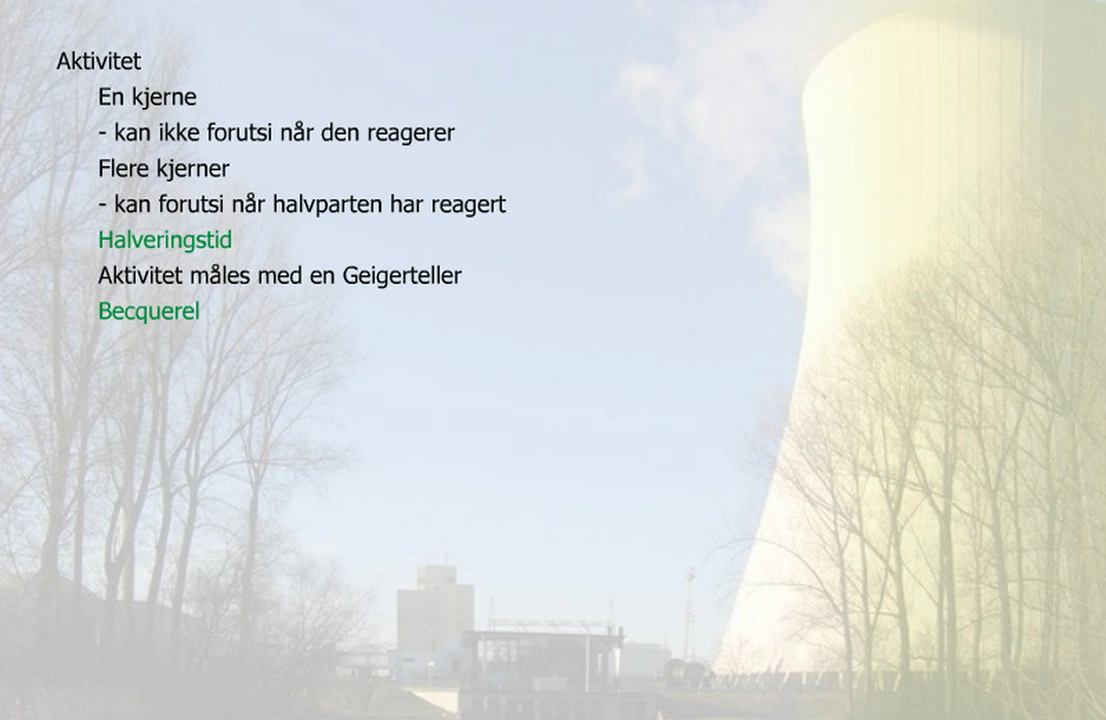 Aktivitet
En kjerne
- kan ikke forutsi når den reagerer
Flere kjerner
- kan forutsi når halvparten har reagert
Halveringstid
Aktivitet måles med en Geigerteller
Becquerel